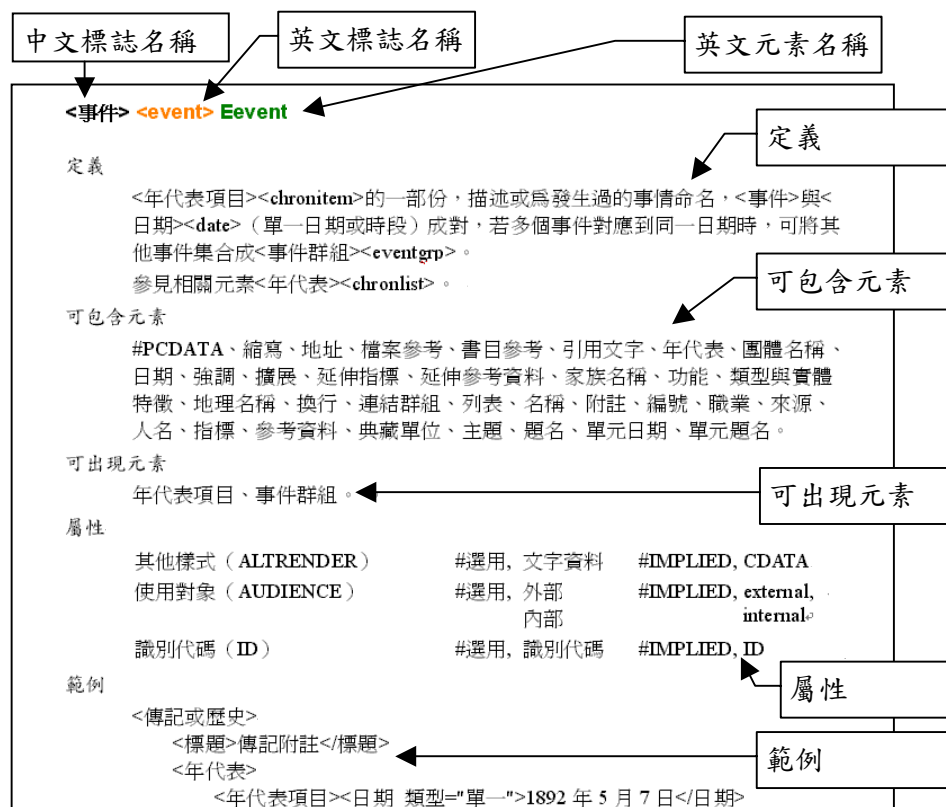 中文標誌名稱
英文標誌名稱
英文元素名稱
<事件> <event> Eevent
定義
定義
<年代表項目><chronitem>的一部份，描述或為發生過的事情命名，<事件>與<
日期><date>（單一日期或時段）成對，若多個事件對應到同一日期時，可將其
他事件集合成<事件群組><eventgrp>。
參見相關元素<年代表><chronlist>。
可包含元素
可包含元素
#PCDATA、縮寫、地址、檔案參考、書目參考、引用文字、年代表、團體名稱、
日期、強調、擴展、延伸指標、延伸參考資料、家族名稱、功能、類型與實體
特徵、地理名稱、換行、連結群組、列表、名稱、附註、編號、職業、來源、
人名、指標、參考資料、典藏單位、主題、題名、單元日期、單元題名。
可出現元素
年代表項目、事件群組。
可出現元素
屬性
其他樣式（ALTRENDER） #選用, 文字資料 #IMPLIED, CDATA
使用對象（AUDIENCE） #選用, 外部 #IMPLIED, external,
內部 internal
識別代碼（ID） #選用, 識別代碼 #IMPLIED, ID
屬性
範例
<傳記或歷史>
<標題>傳記附註</標題>
範例
<年代表>
<年代表項目><日期 類型="單一">1892 年 5 月 7 日</日期>